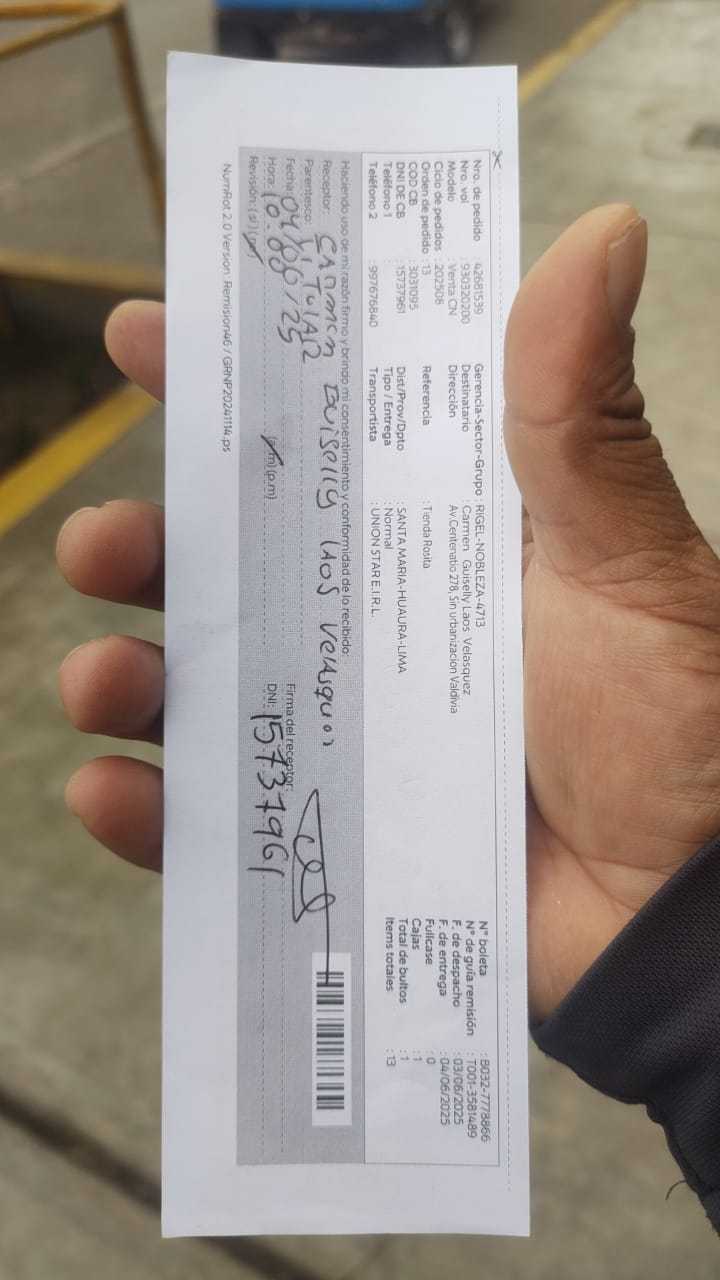 Nro. de pedido : 42681539 Gerencia-Sector-Grupo : RIGEL-NOBLEZA-4713 N° boleta : B032-7778866
Nro. vol : 930320200 Destinatario : Carmen Guiselly Laos Velasquez N° de guía remisión : T001-3581489
Modelo : Venta CN Dirección : Av.Centenatio 278, Sin urbanizacion Valdivia F. de despacho : 03/06/2025
Ciclo de pedidos : 202508 F. de entrega : 04/06/2025
Orden de pedido : 13 Referencia : Tienda Rosita Fullcase : 0
COD CB : 3031095 Cajas : 1
DNI DE CB : 15737961 Dist/Prov/Dpto : SANTA MARIA-HUAURA-LIMA Total de bultos : 1
Teléfono 1 : Tipo / Entrega : Normal Items totales : 13
Teléfono 2 : 997676840 Transportista : UNION STAR E.I.R.L.
Haciendo uso de mi razón firmo y brindo mi consentimiento y conformidad de lo recibido:
Receptor: CARMEN GUISELLY LAOS VELASQUEZ
Parentesco: TITULAR Firma del receptor:
Fecha: 04/06/25 DNI: 15737961
Hora: 10:00 (a.m) (p.m)
Revisión: (si) (no)
NumRot 2.0 Version: Remision46 / GRNP20241114.ps